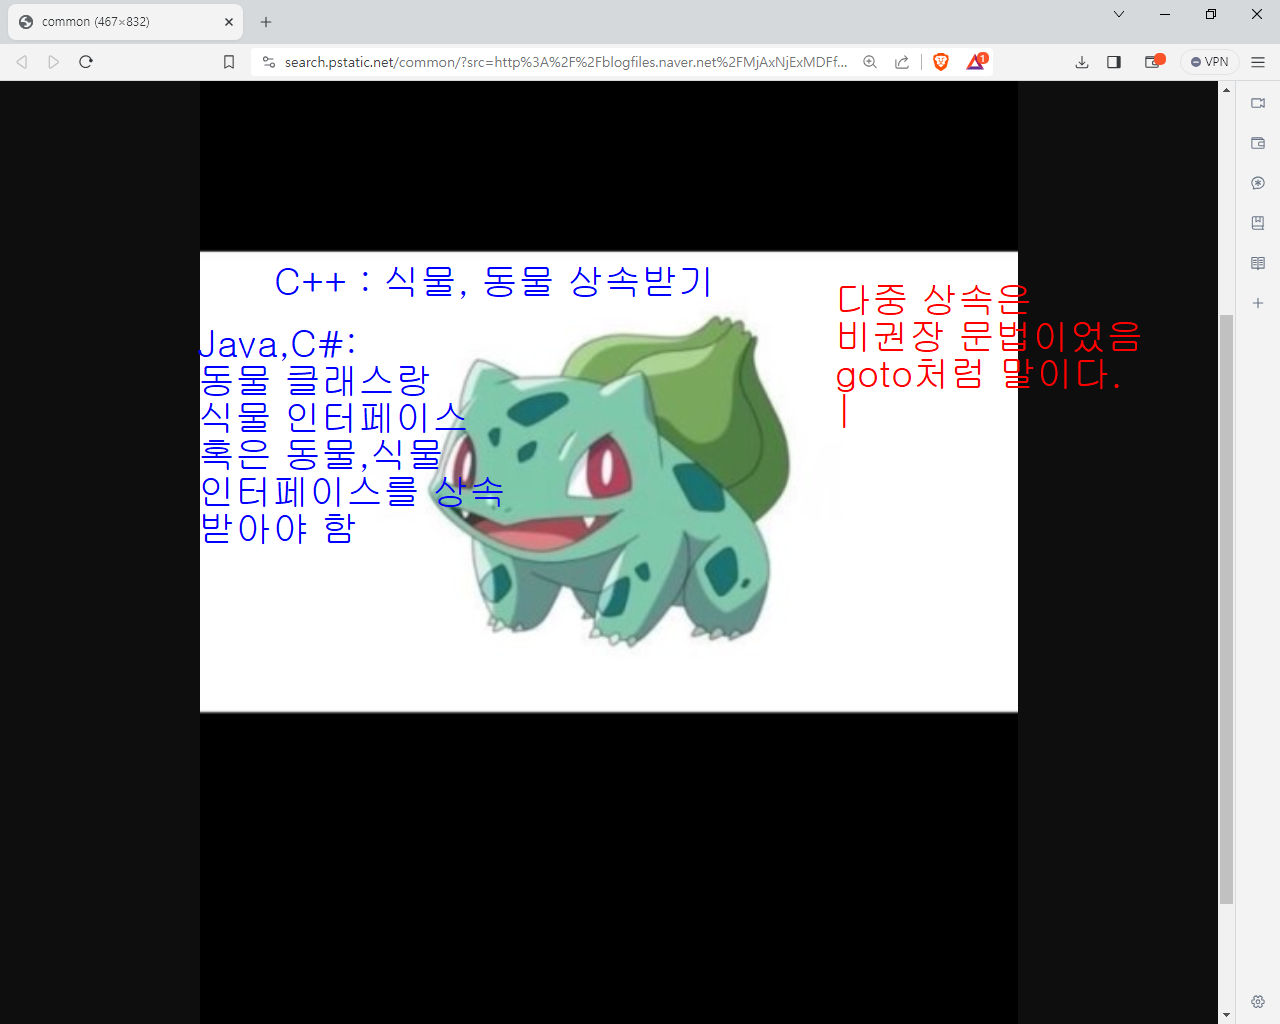 common (467×832)
search.pstatic.net/common/?src=http%3A%2F%2Fblogfiles.naver.net%2FMjAxNjExMDFf...
1
VPN
C++ : 식물, 동물 상속받기
Java,C#:
동물 클래스랑
식물 인터페이스
혹은 동물,식물
인터페이스를 상속
받아야 함
다중 상속은
비권장 문법이었음
goto처럼 말이다.